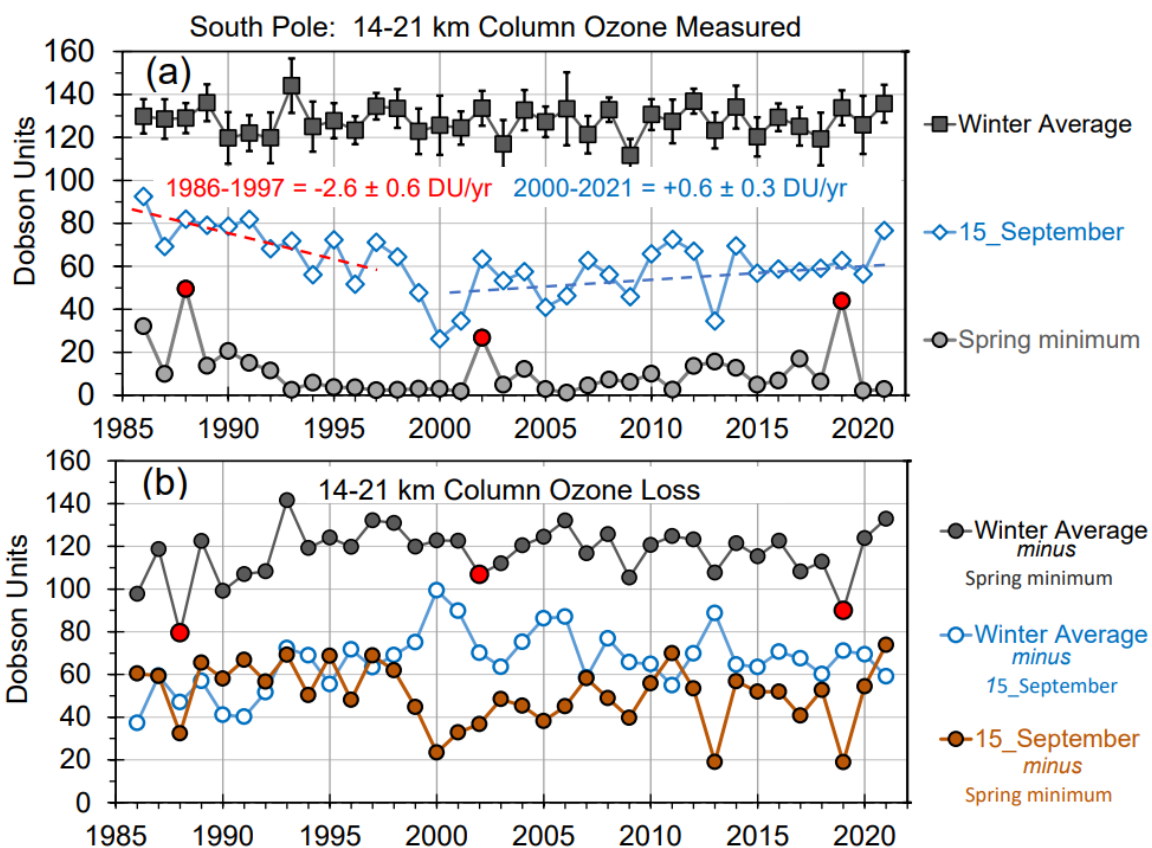 South Pole:  14-21 km Column Ozone Measured
(a)
160
140
120
100
80
60
40
20
0
Dobson Units
1986-1997 = -2.6 ± 0.6 DU/yr
2000-2021 = +0.6 ± 0.3 DU/yr
1985
1990
1995
2000
2005
2010
2015
2020
Winter Average
15_September
Spring minimum
(b)
14-21 km Column Ozone Loss
160
140
120
100
80
60
40
20
0
Dobson Units
1985
1990
1995
2000
2005
2010
2015
2020
Winter Average
minus
Spring minimum
Winter Average
minus
15_September
15_September
minus
Spring minimum